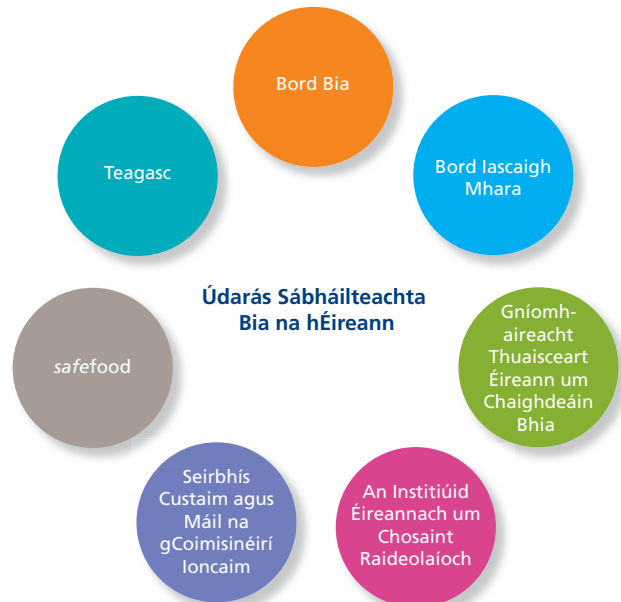 Bord Bia
Teagasc
Bord Iascaigh
Mhara
Údarás Sábháilteachta
Bia na hÉireann
safefood
Gníomh-
aireacht
Thuaisceart
Éireann um
Chaighdeáin
Bhia
Seirbhís
Custaim agus
Máil na
gCoimisinéirí
Ioncaim
An Institiúid
Éireannach um
Chosaint
Raideolaíoch